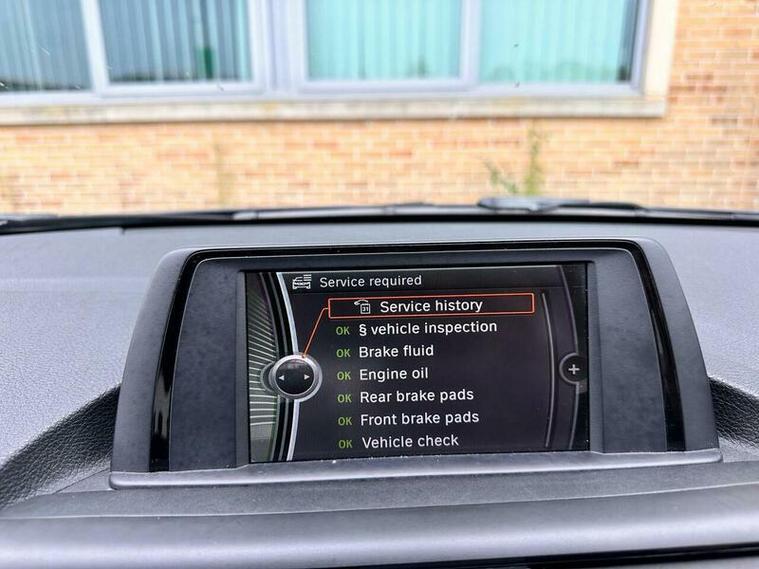 Service required
31 Service history
OK § vehicle inspection
OK Brake fluid
OK Engine oil
OK Rear brake pads
OK Front brake pads
OK Vehicle check